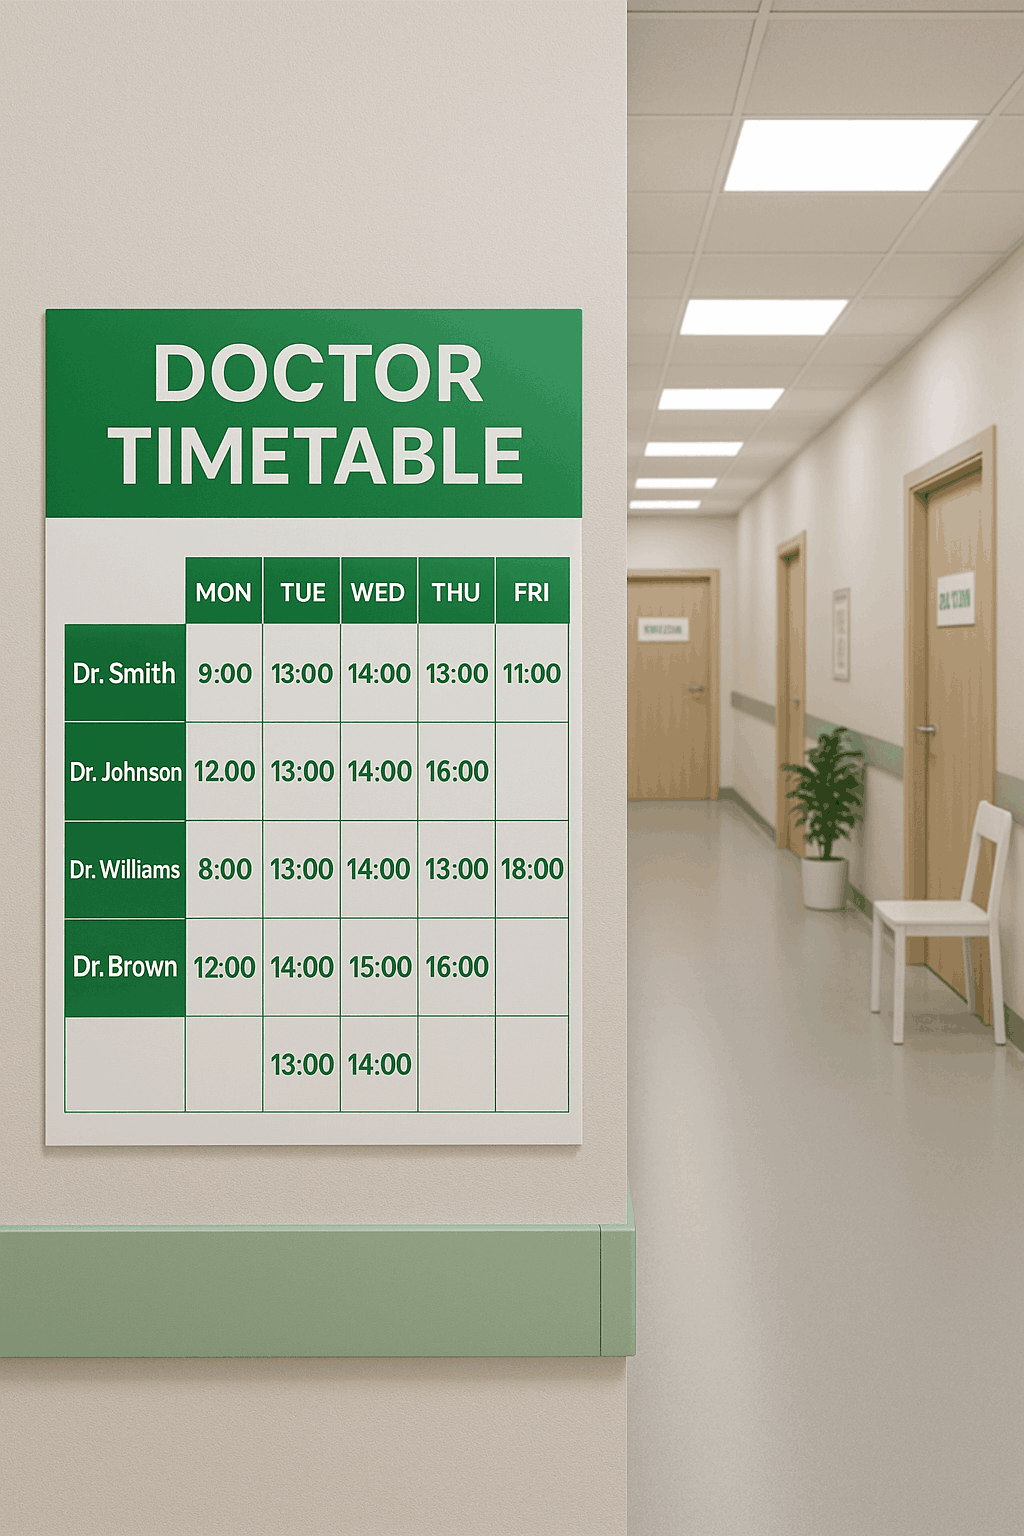 DOCTOR
TIMETABLE
MON TUE WED THU FRI
Dr. Smith 9:00 13:00 14:00 13:00 11:00
Dr. Johnson 12.00 13:00 14:00 16:00
Dr. Williams 8:00 13:00 14:00 13:00 18:00
Dr. Brown 12:00 14:00 15:00 16:00
13:00 14:00